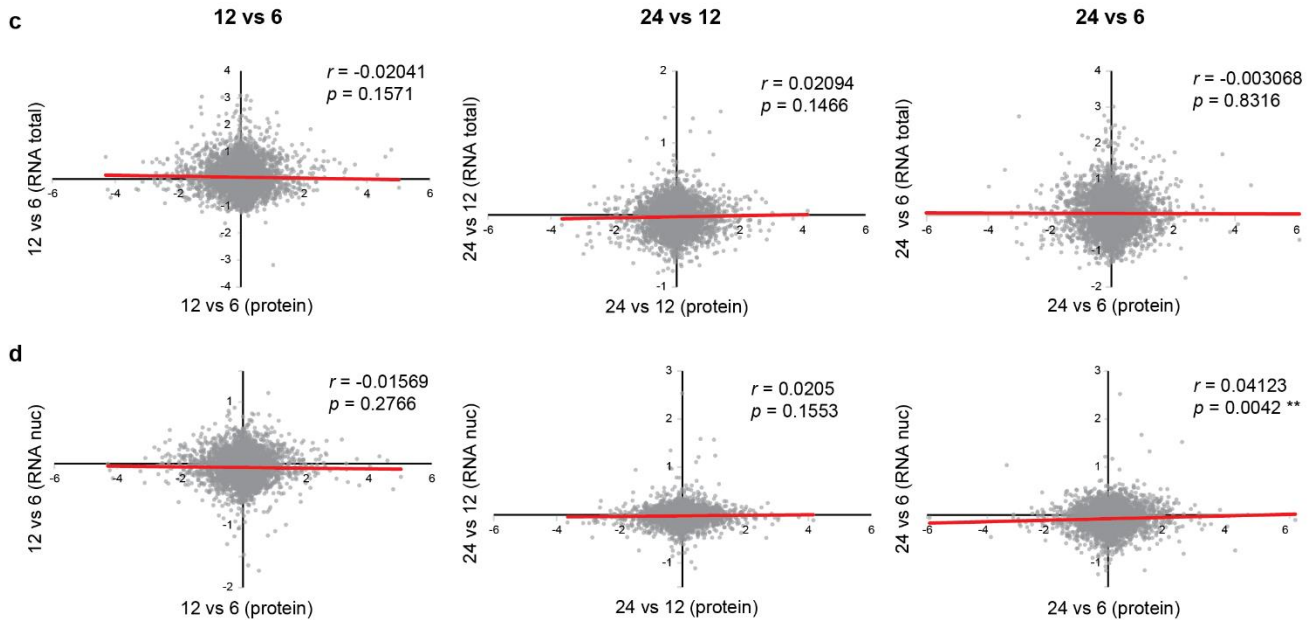 c
12 vs 6
24 vs 12
24 vs 6
12 vs 6 (RNA total)
4
3
2
1
-1
-2
-3
-4
-6
-4
-2
2
4
6
r = -0.02041
p = 0.1571
12 vs 6 (protein)
24 vs 12 (RNA total)
2
1
-1
-6
-4
-2
2
4
6
r = 0.02094
p = 0.1466
24 vs 12 (protein)
24 vs 6 (RNA total)
4
3
2
1
-1
-2
-6
-4
-2
2
4
6
r = -0.003068
p = 0.8316
24 vs 6 (protein)
d
12 vs 6 (RNA nuc)
1
-1
-2
-6
-4
-2
2
4
6
r = -0.01569
p = 0.2766
12 vs 6 (protein)
24 vs 12 (RNA nuc)
3
2
1
-1
-6
-4
-2
2
4
6
r = 0.0205
p = 0.1553
24 vs 12 (protein)
24 vs 6 (RNA nuc)
3
2
1
-1
-6
-4
-2
2
4
6
r = 0.04123
p = 0.0042 **
24 vs 6 (protein)